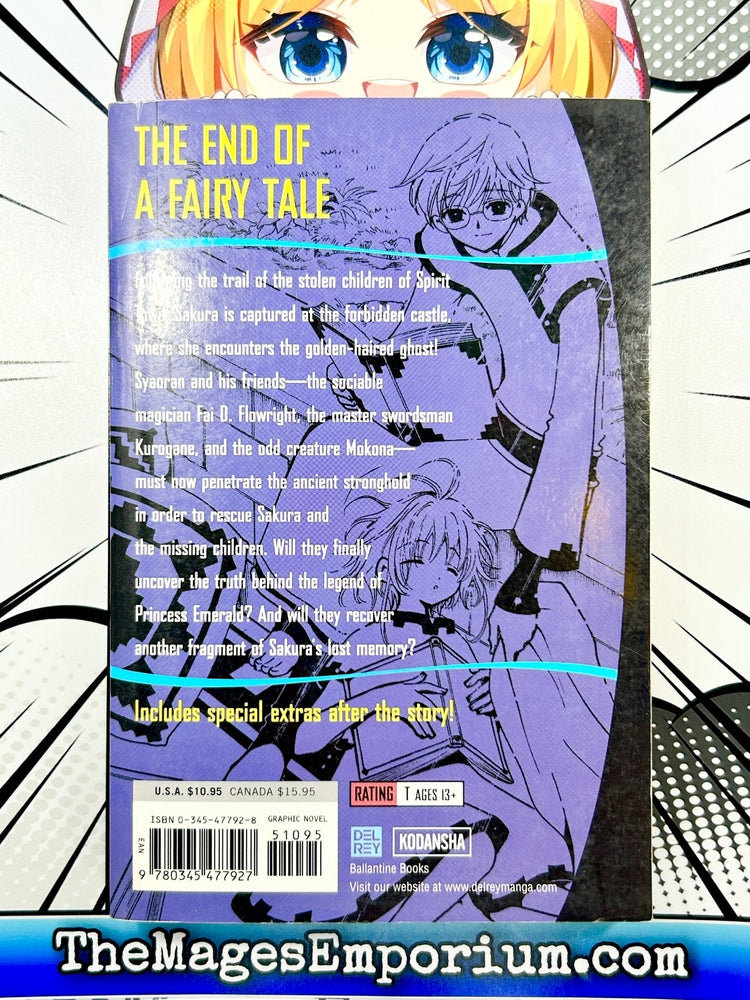 THE END OF
A FAIRY TALE
the trail of the stolen children of Spirit
Sakura is captured at the forbidden castle,
where she encounters the golden-haired ghost!
Syaoran and his friends—the sociable
magician Fai D. Flowright, the master swordsman
Kurogane, and the odd creature Mokona—
must now penetrate the ancient stronghold
in order to rescue Sakura and
the missing children. Will they finally
uncover the truth behind the legend of
Princess Emerald? And will they recover
another fragment of Sakura's lost memory?
Includes special extras after the story!
U.S.A. $10.95 CANADA $15.95
RATING T AGES 13+
ISBN 0-345-47792-8 GRAPHIC NOVEL
51095
EAN
9 780345 477927
DEL
REY
KODANSHA
Ballantine Books
Visit our website at www.delreymanga.com
TheMagesEmporium.com